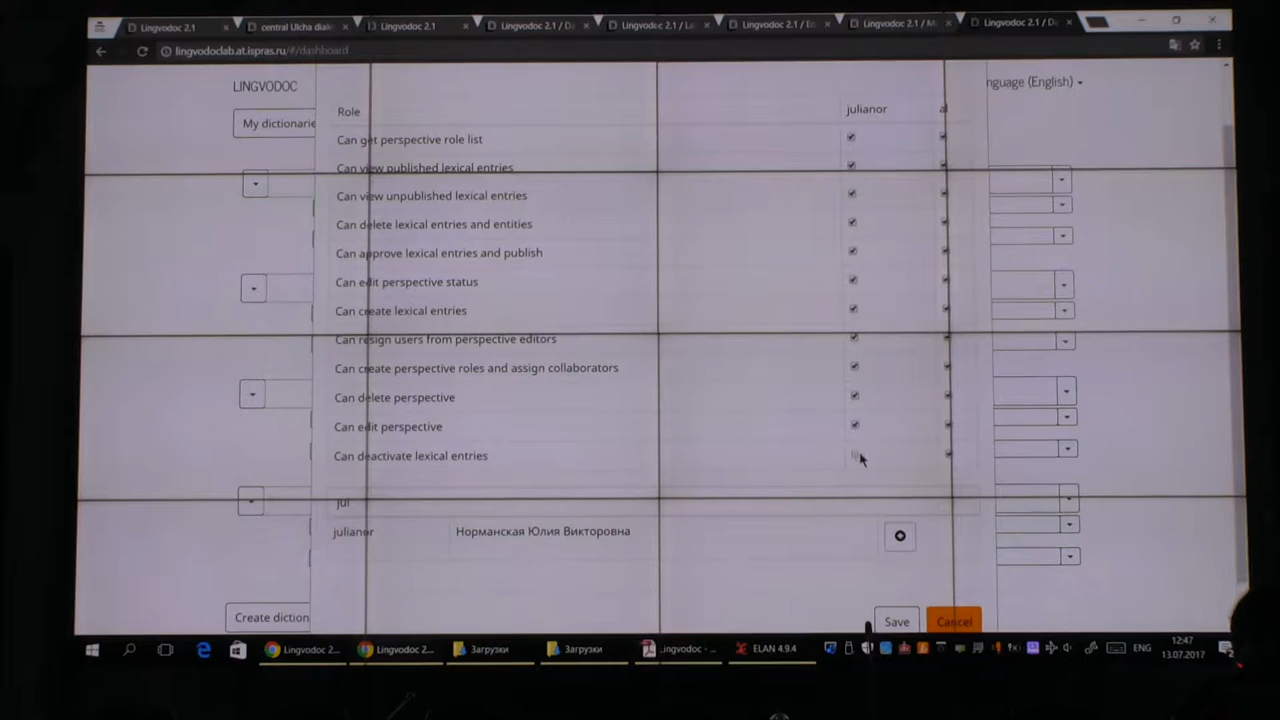 Lingvodoc 2.1
central Ulcha dial
Lingvodoc 2.1
Lingvodoc 2.1 / D
Lingvodoc 2.1 / L
Lingvodoc 2.1 /
Lingvodoc 2.1 / M
Lingvodoc 2.1 / D
lingvodoclab.at.ispras.ru/#/dashboard
LINGVODOC
nguage (English)
My dictionarie
Role
julianor
al
Can get perspective role list
Can view published lexical entries
Can view unpublished lexical entries
Can delete lexical entries and entities
Can approve lexical entries and publish
Can edit perspective status
Can create lexical entries
Can resign users from perspective editors
Can create perspective roles and assign collaborators
Can delete perspective
Can edit perspective
Can deactivate lexical entries
jul
julianor
Норманская Юлия Викторовна
Create diction
Save
Cancel
Lingvodoc 2...
Lingvodoc 2...
Загрузки
Загрузки
Lingvodoc - ...
ELAN 4.9.4
ENG
12:47
13.07.2017